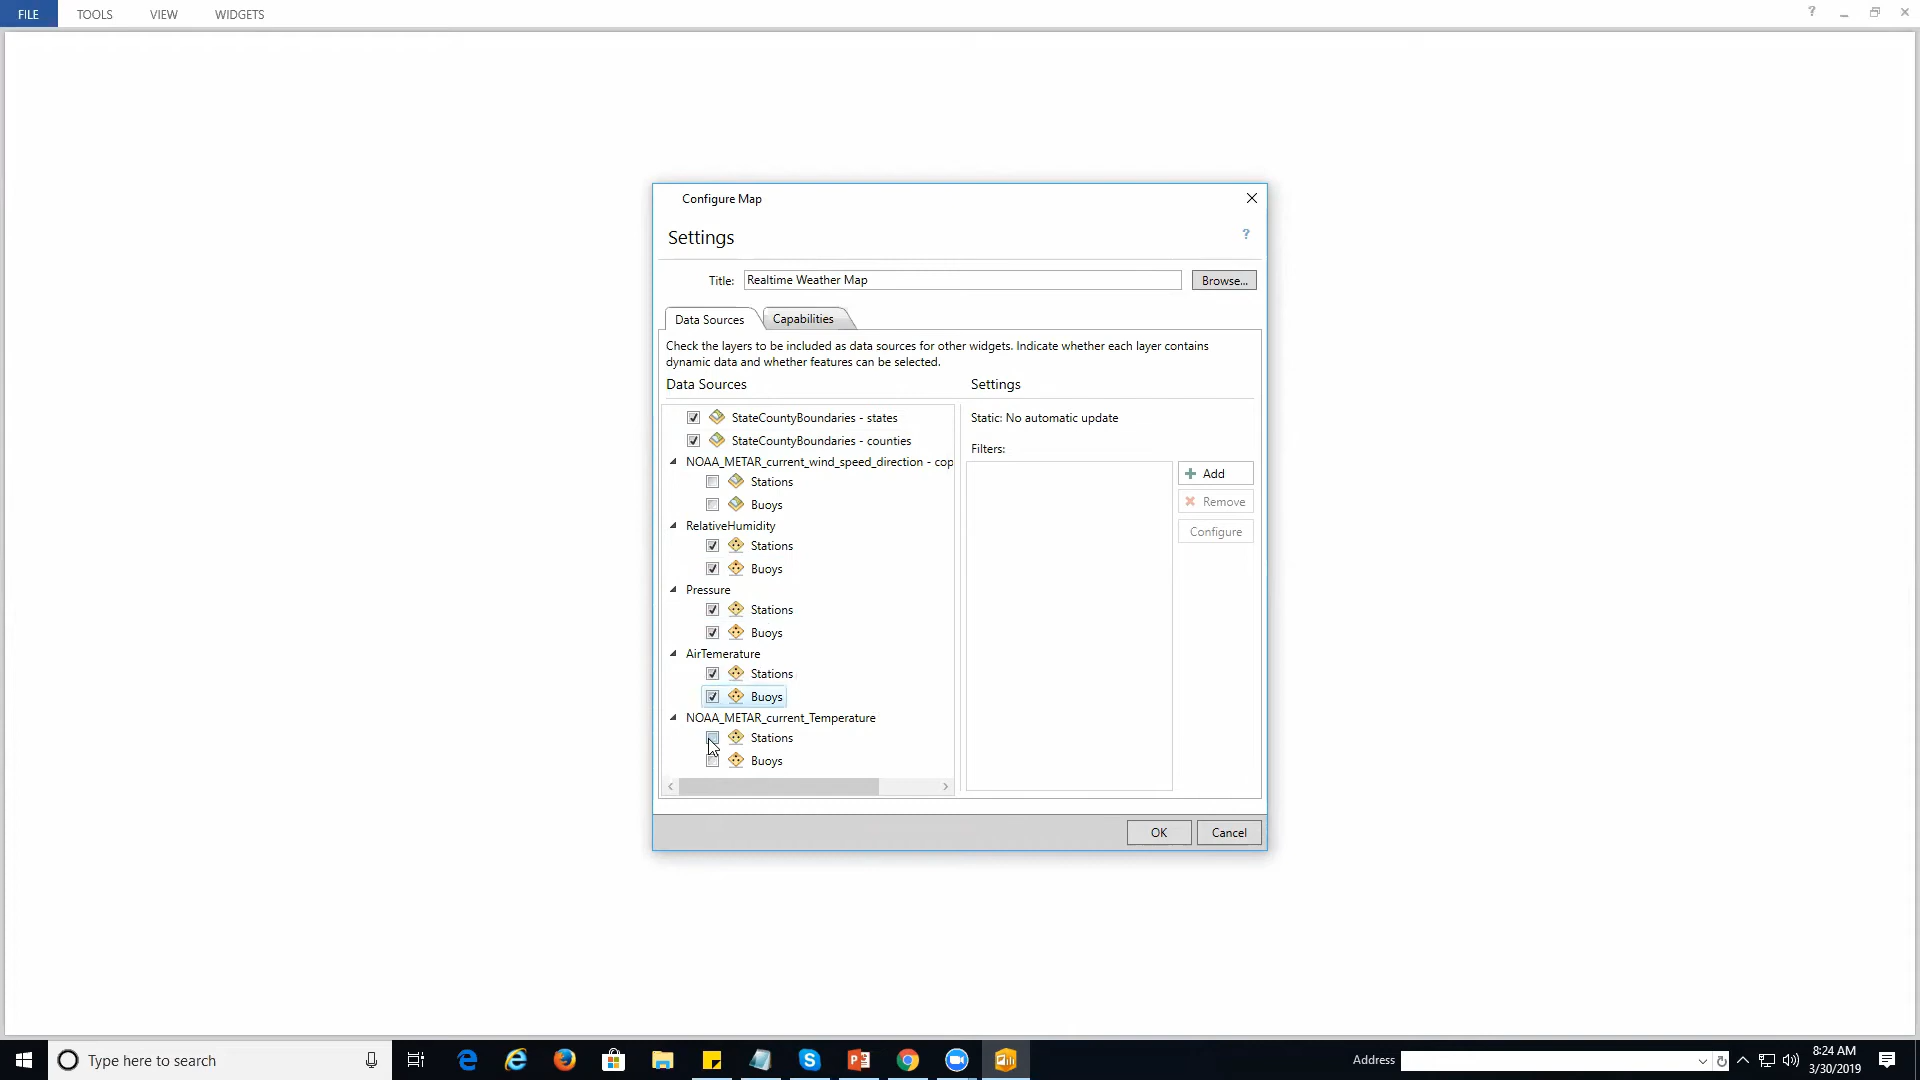 FILE TOOLS VIEW WIDGETS ?
Configure Map
Settings ?
Title: Realtime Weather Map Browse...
Data Sources Capabilities
Check the layers to be included as data sources for other widgets. Indicate whether each layer contains
dynamic data and whether features can be selected.
Data Sources Settings
StateCountyBoundaries - states Static: No automatic update
StateCountyBoundaries - counties
Filters:
NOAA_METAR_current_wind_speed_direction - cop
Add
Stations
Remove
Buoys
RelativeHumidity
Configure
Stations
Buoys
Pressure
Stations
Buoys
AirTemerature
Stations
Buoys
NOAA_METAR_current_Temperature
Stations
Buoys
OK Cancel
Type here to search
Address
8:24 AM
3/30/2019